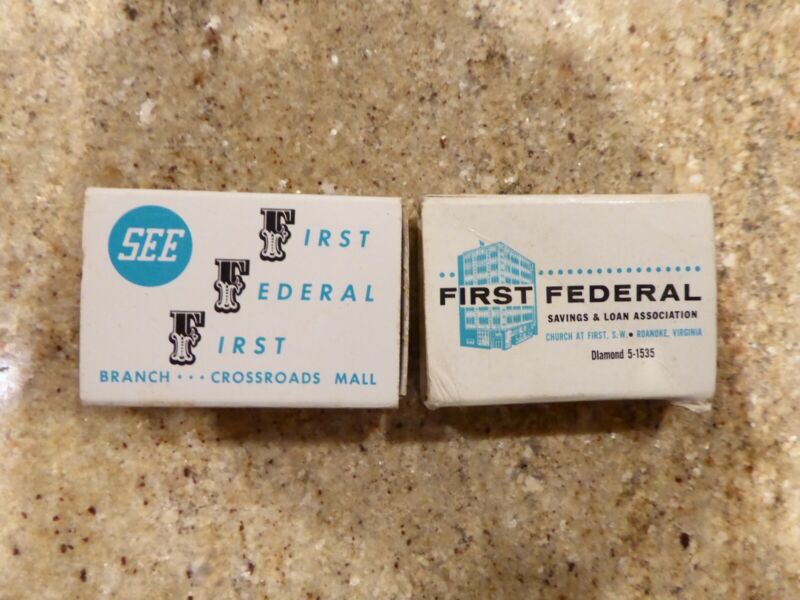 SEE
FIRST
FEDERAL
FIRST
BRANCH ··· CROSSROADS MALL
FIRST FEDERAL
SAVINGS & LOAN ASSOCIATION
CHURCH AT FIRST, S.W. • ROANOKE, VIRGINIA
DIamond 5-1535